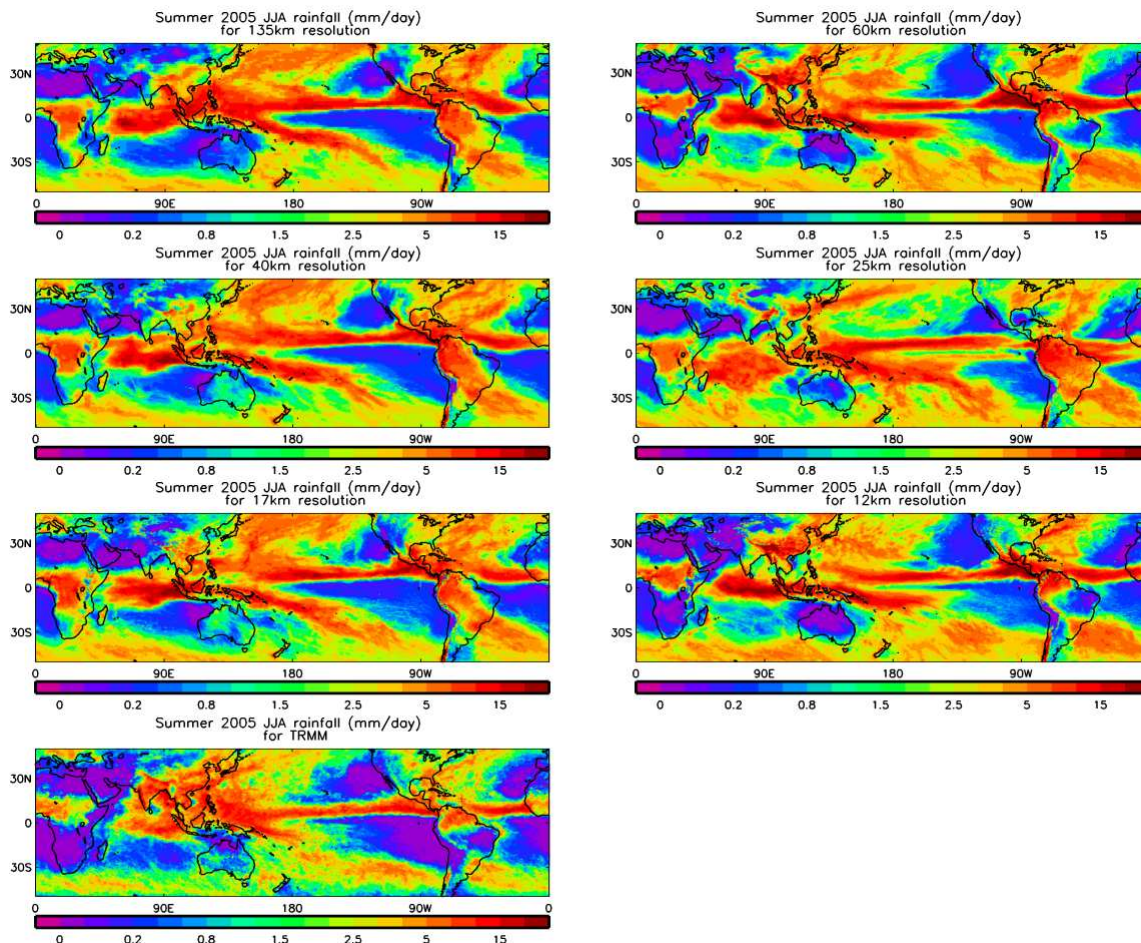 Summer 2005 JJA rainfall (mm/day)
for 135km resolution
30N
0
30S
0 90E 180 90W
0 0.2 0.8 1.5 2.5 5 15
Summer 2005 JJA rainfall (mm/day)
for 60km resolution
30N
0
30S
0 90E 180 90W
0 0.2 0.8 1.5 2.5 5 15
Summer 2005 JJA rainfall (mm/day)
for 40km resolution
30N
0
30S
0 90E 180 90W
0 0.2 0.8 1.5 2.5 5 15
Summer 2005 JJA rainfall (mm/day)
for 25km resolution
30N
0
30S
0 90E 180 90W
0 0.2 0.8 1.5 2.5 5 15
Summer 2005 JJA rainfall (mm/day)
for 17km resolution
30N
0
30S
0 90E 180 90W
0 0.2 0.8 1.5 2.5 5 15
Summer 2005 JJA rainfall (mm/day)
for 12km resolution
30N
0
30S
0 90E 180 90W
0 0.2 0.8 1.5 2.5 5 15
Summer 2005 JJA rainfall (mm/day)
for TRMM
30N
0
30S
0 90E 180 90W 0
0 0.2 0.8 1.5 2.5 5 15